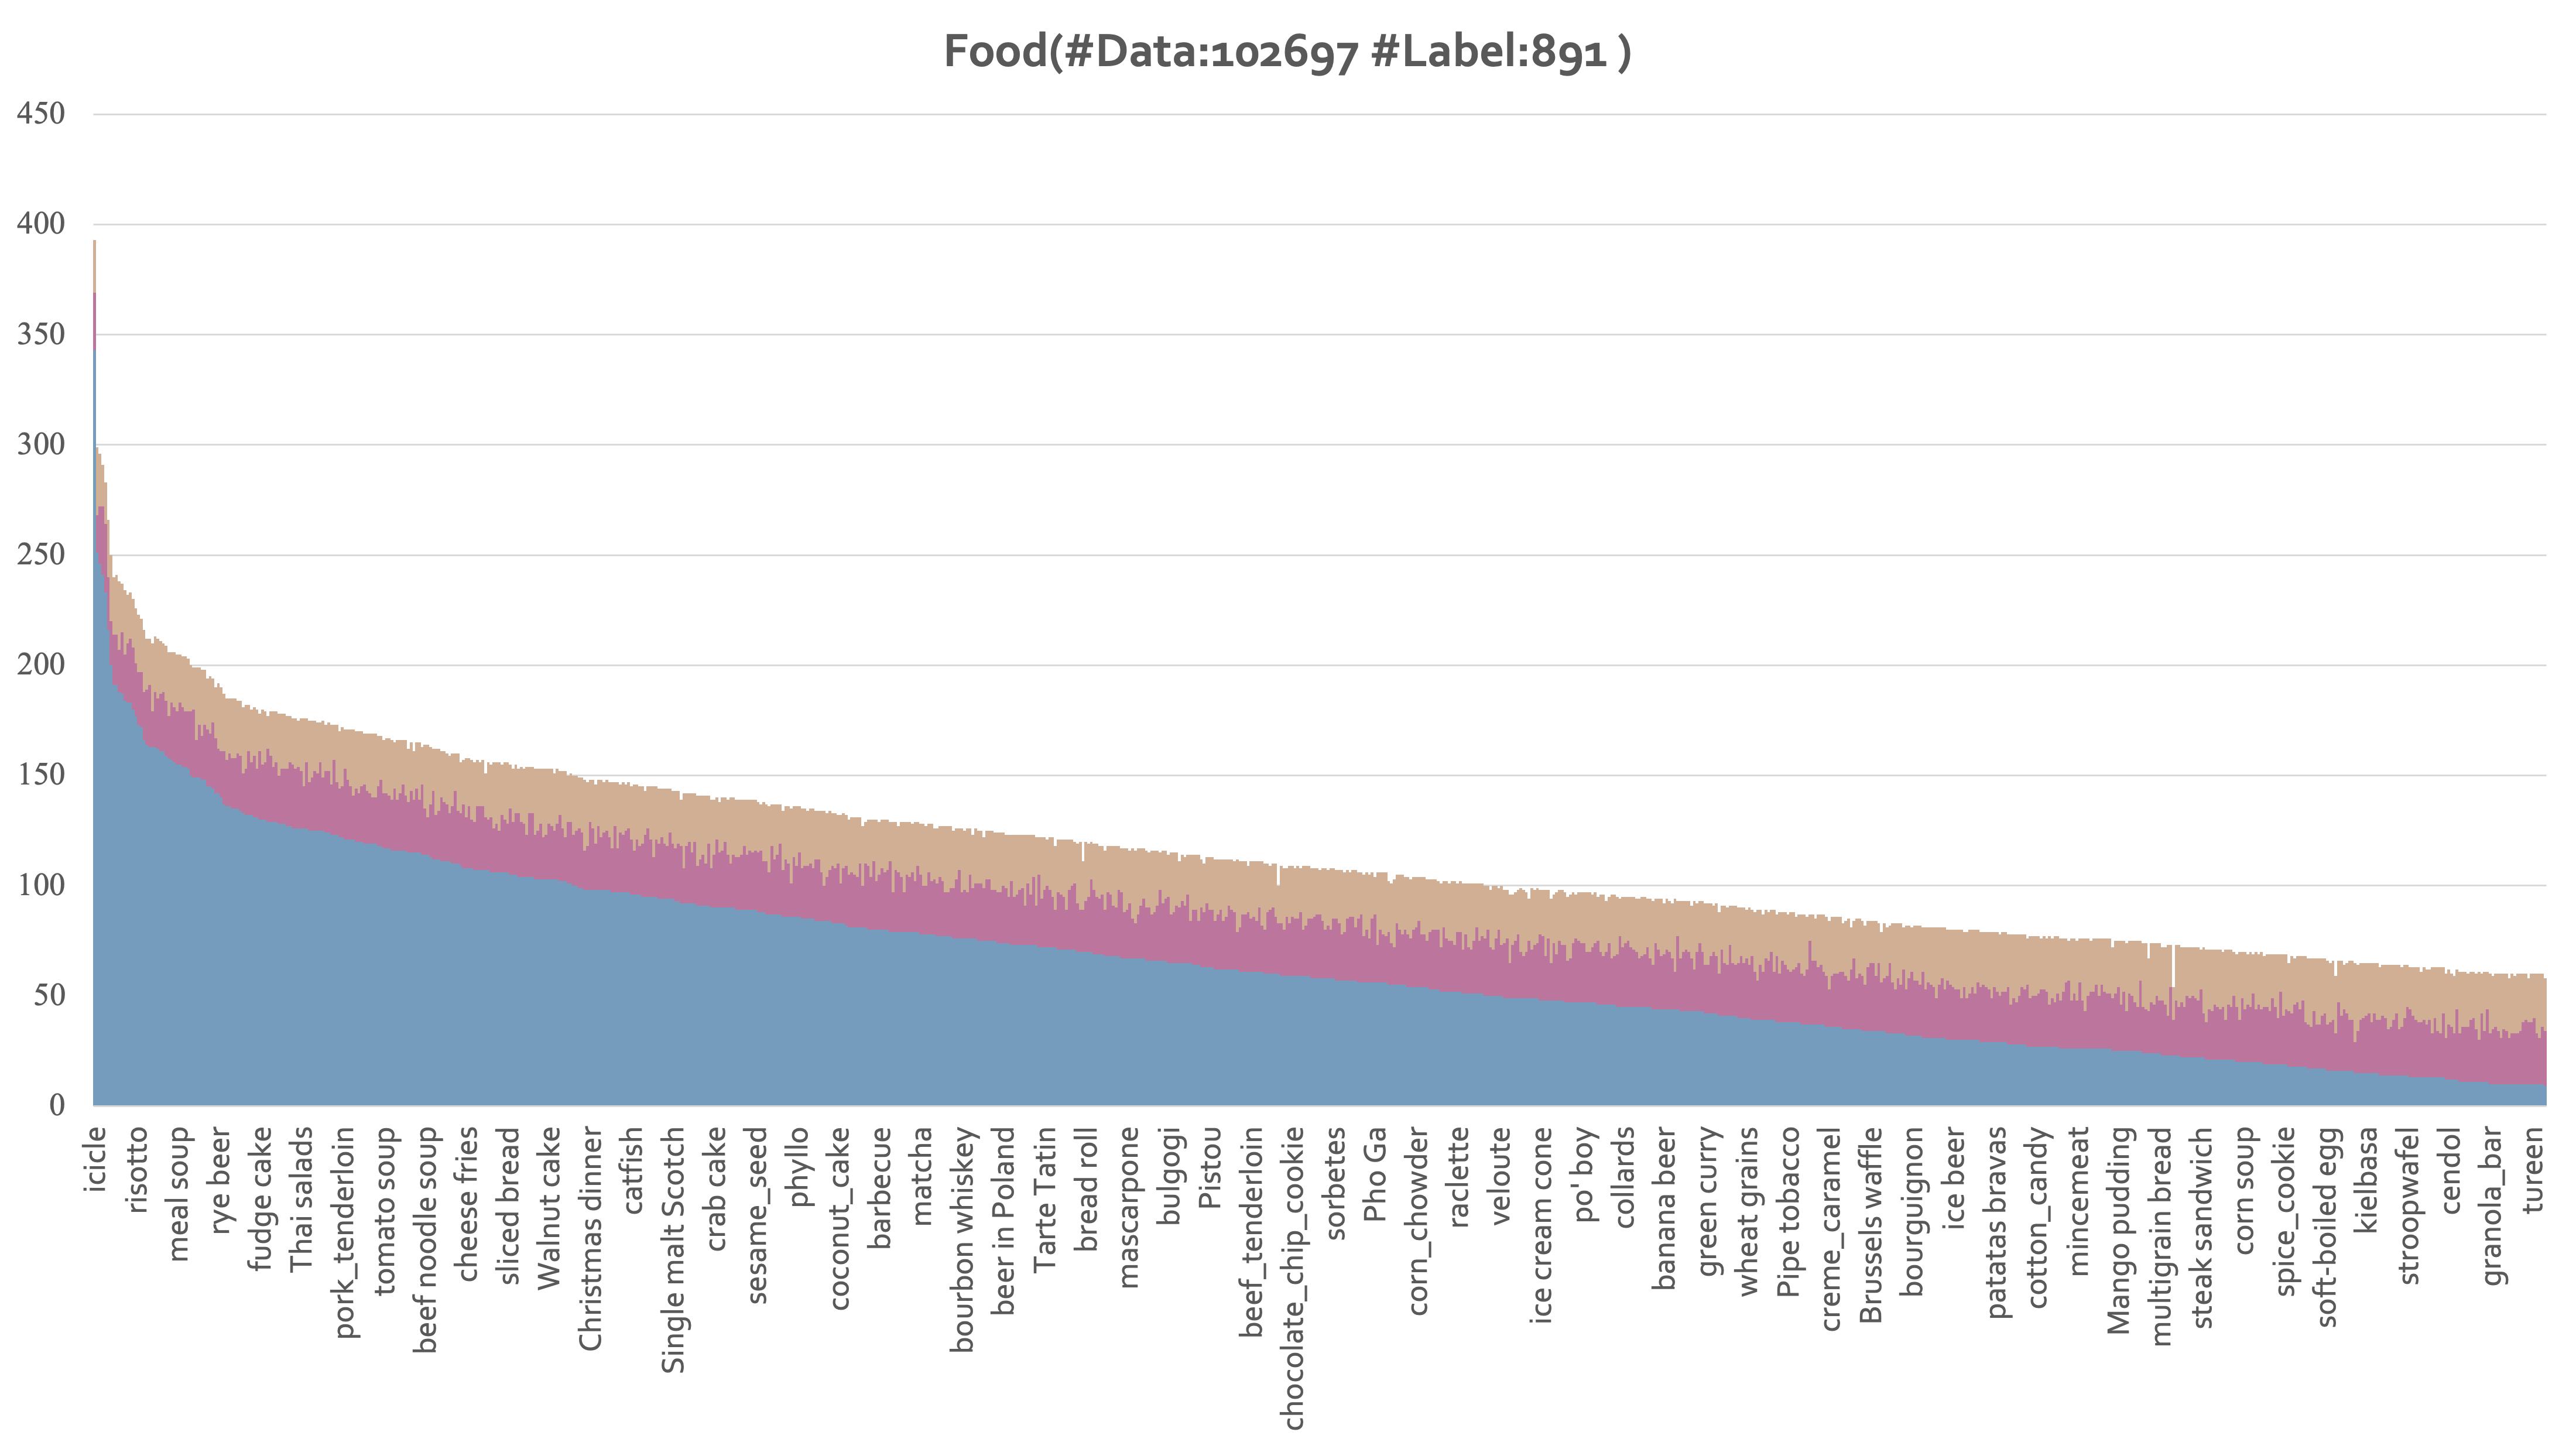 Food(#Data:102697 #Label:891 )
450
400
350
300
250
200
150
100
50
0
icicle
risotto
meal soup
rye beer
fudge cake
Thai salads
pork_tenderloin
tomato soup
beef noodle soup
cheese fries
sliced bread
Walnut cake
Christmas dinner
catfish
Single malt Scotch
crab cake
sesame_seed
phyllo
coconut_cake
barbecue
matcha
bourbon whiskey
beer in Poland
Tarte Tatin
bread roll
mascarpone
bulgogi
Pistou
beef_tenderloin
chocolate_chip_cookie
sorbetes
Pho Ga
corn_chowder
raclette
veloute
ice cream cone
po' boy
collards
banana beer
green curry
wheat grains
Pipe tobacco
creme_caramel
Brussels waffle
bourguignon
ice beer
patatas bravas
cotton_candy
mincemeat
Mango pudding
multigrain bread
steak sandwich
corn soup
spice_cookie
soft-boiled egg
kielbasa
stroopwafel
cendol
granola_bar
tureen